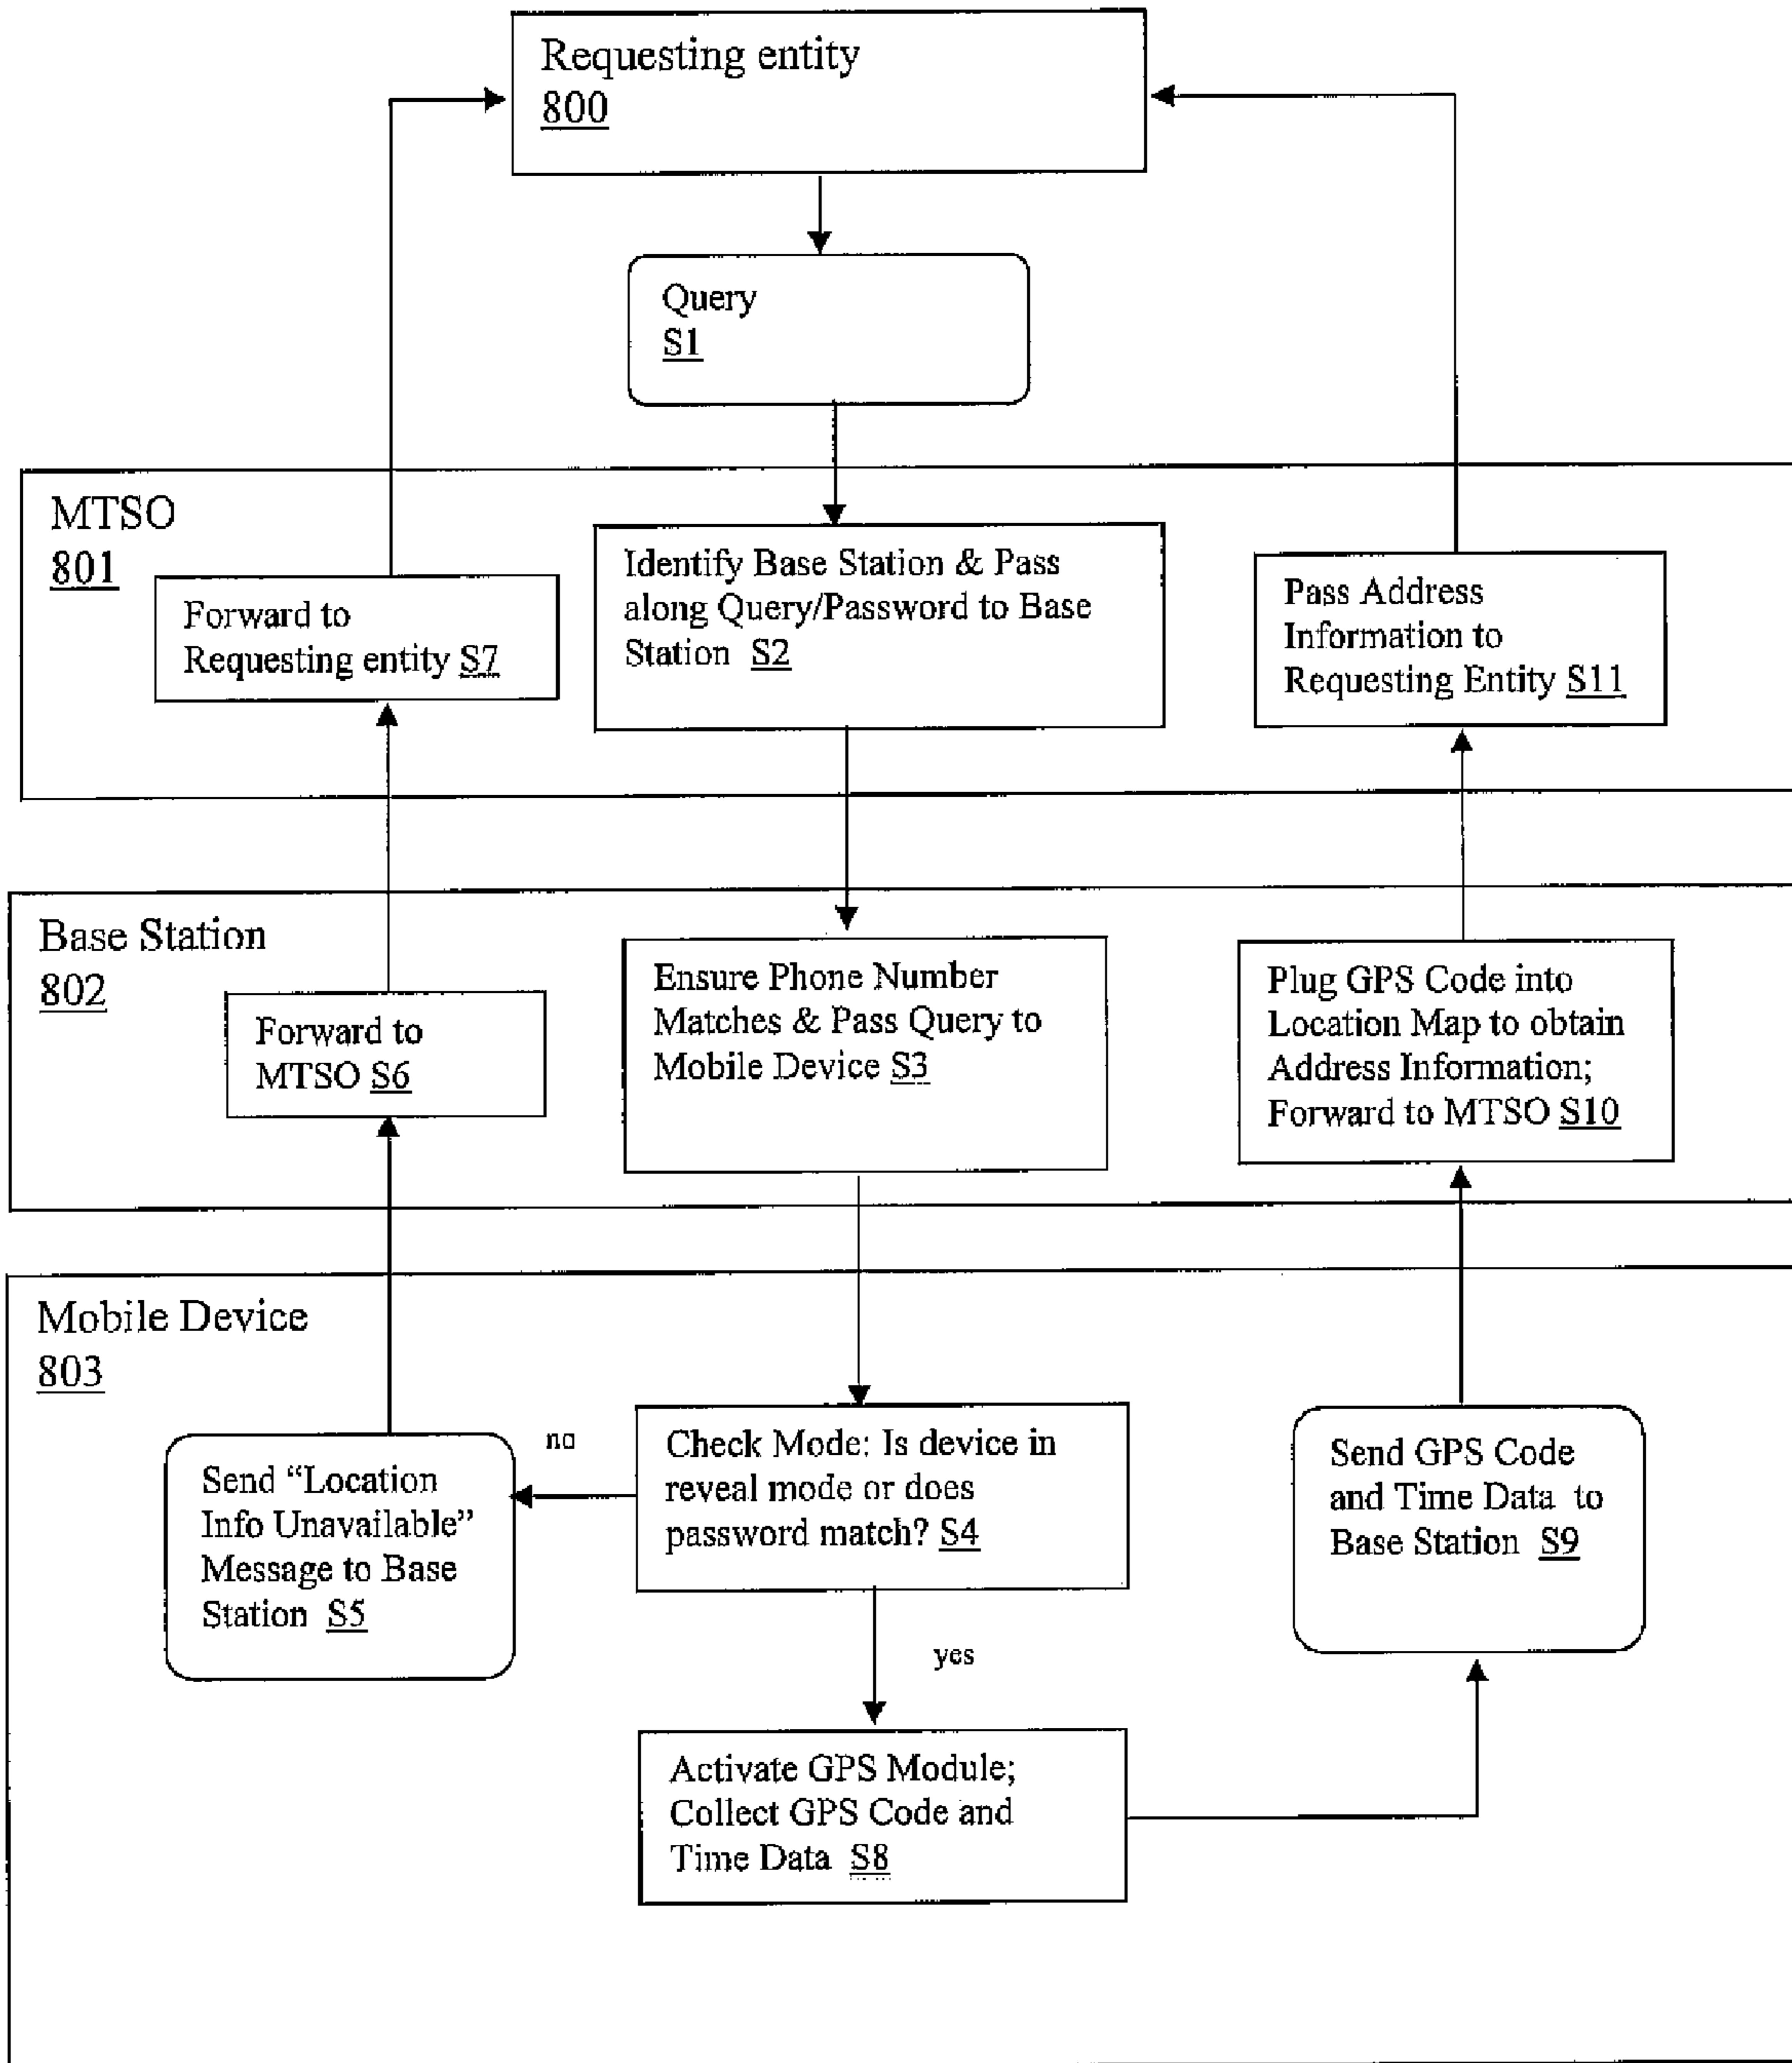 Requesting entity
800
Query
S1
MTSO
801
Forward to
Requesting entity S7
Identify Base Station & Pass
along Query/Password to Base
Station S2
Pass Address
Information to
Requesting Entity S11
Base Station
802
Forward to
MTSO S6
Ensure Phone Number
Matches & Pass Query to
Mobile Device S3
Plug GPS Code into
Location Map to obtain
Address Information;
Forward to MTSO S10
Mobile Device
803
Send “Location
Info Unavailable”
Message to Base
Station S5
no
Check Mode: Is device in
reveal mode or does
password match? S4
Send GPS Code
and Time Data to
Base Station S9
yes
Activate GPS Module;
Collect GPS Code and
Time Data S8